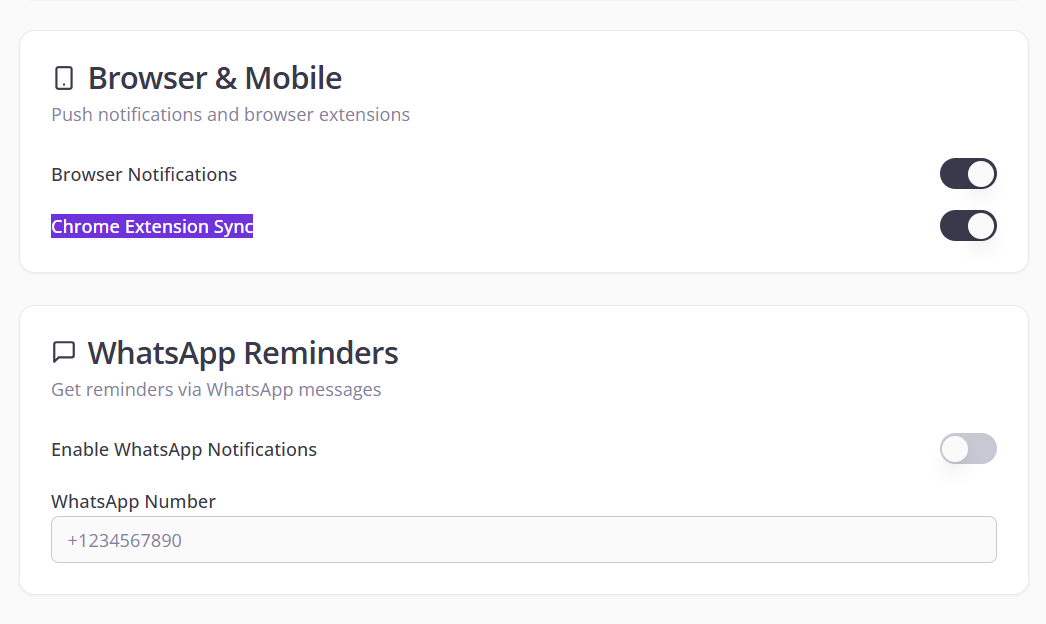 Browser & Mobile
Push notifications and browser extensions
Browser Notifications
Chrome Extension Sync
WhatsApp Reminders
Get reminders via WhatsApp messages
Enable WhatsApp Notifications
WhatsApp Number
+1234567890